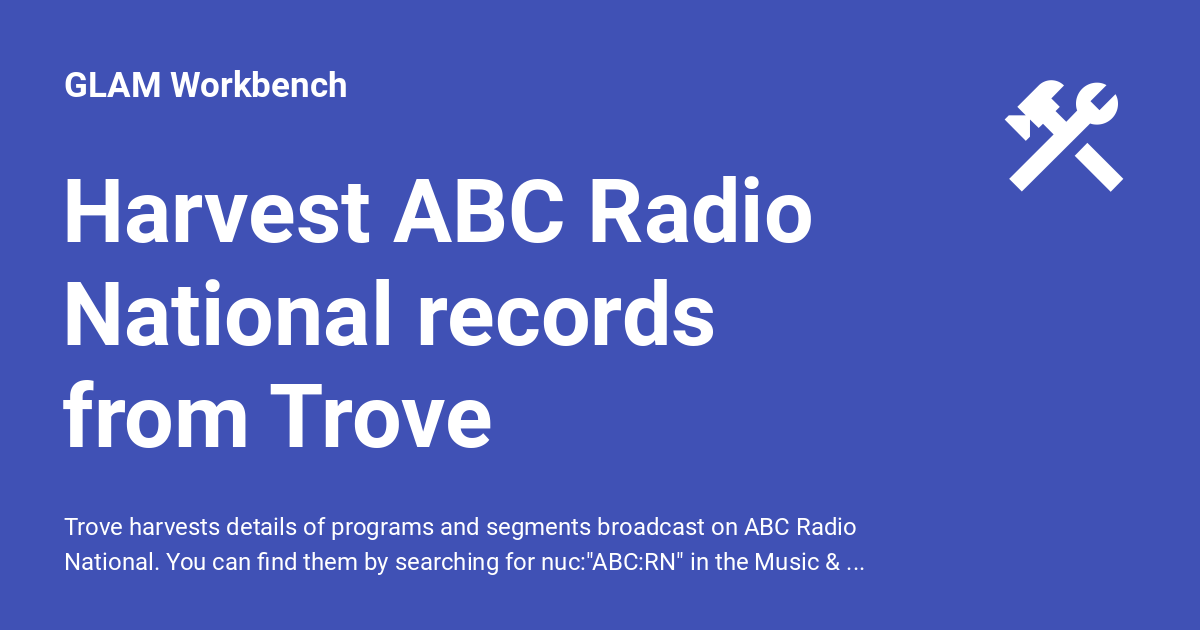 GLAM Workbench
Harvest ABC Radio
National records
from Trove
Trove harvests details of programs and segments broadcast on ABC Radio
National. You can find them by searching for nuc:"ABC:RN" in the Music & ...